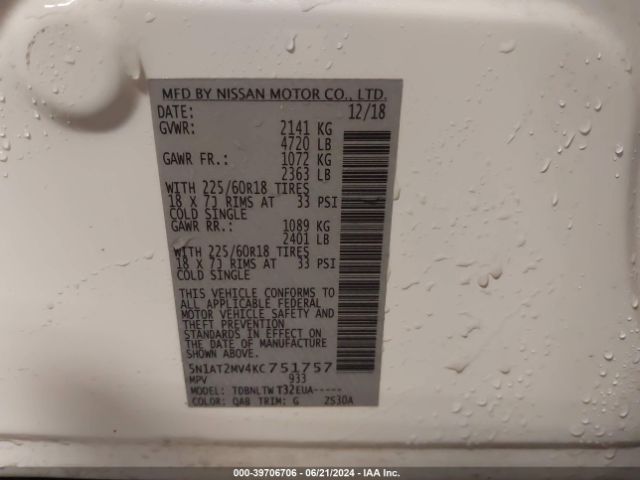 MFD BY NISSAN MOTOR CO., LTD.
DATE: 12/18
GVWR: 2141 KG
4720 LB
GAWR FR.: 1072 KG
2363 LB
WITH 225/60R18 TIRES
18 X 7J RIMS AT 33 PSI
COLD SINGLE
GAWR RR.: 1089 KG
2401 LB
WITH 225/60R18 TIRES
18 X 7J RIMS AT 33 PSI
COLD SINGLE
THIS VEHICLE CONFORMS TO
ALL APPLICABLE FEDERAL
MOTOR VEHICLE SAFETY AND
THEFT PREVENTION
STANDARDS IN EFFECT ON THE
DATE OF MANUFACTURE
SHOWN ABOVE.
5N1AT2MV4KC751757
MPV 933
MODEL: TDBNLTW T32EUA-----
COLOR: QAB TRIM: G 2530A
000-39706706 - 06/21/2024 - IAA Inc.